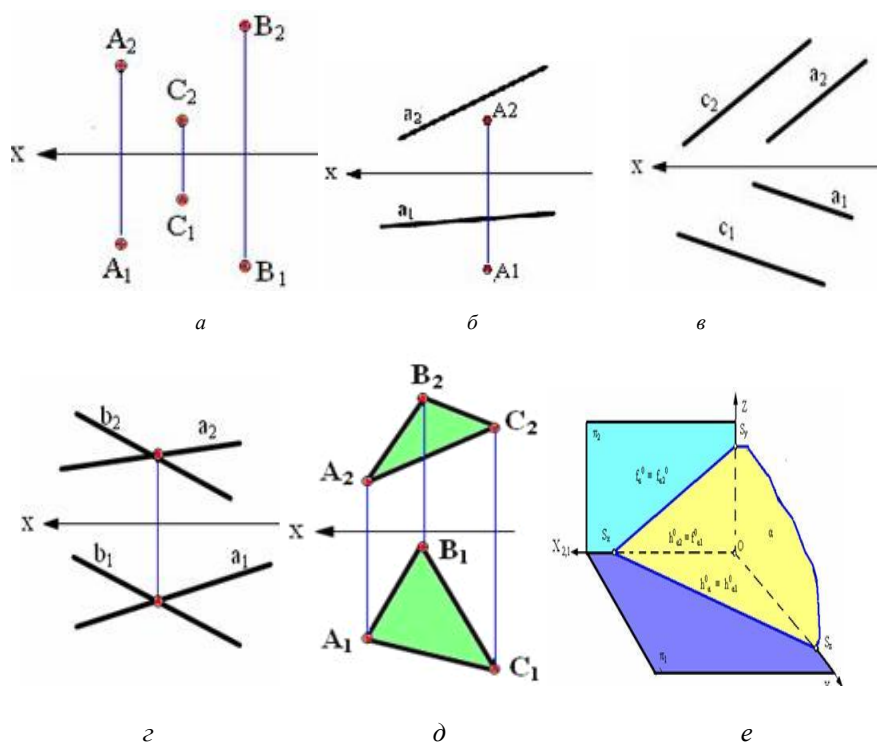 A₂ C₂ B₂
X
A₁ C₁ B₁
a₂ A2
x
a₁ A1
c₂ a₂
x
a₁
c₁
а б в
b₂ a₂
x
b₁ a₁
B₂
A₂ C₂
x
B₁
A₁ C₁
Z
π₂ Sᵧ
X₂,₁ Sₓ O α
π₁
г д е